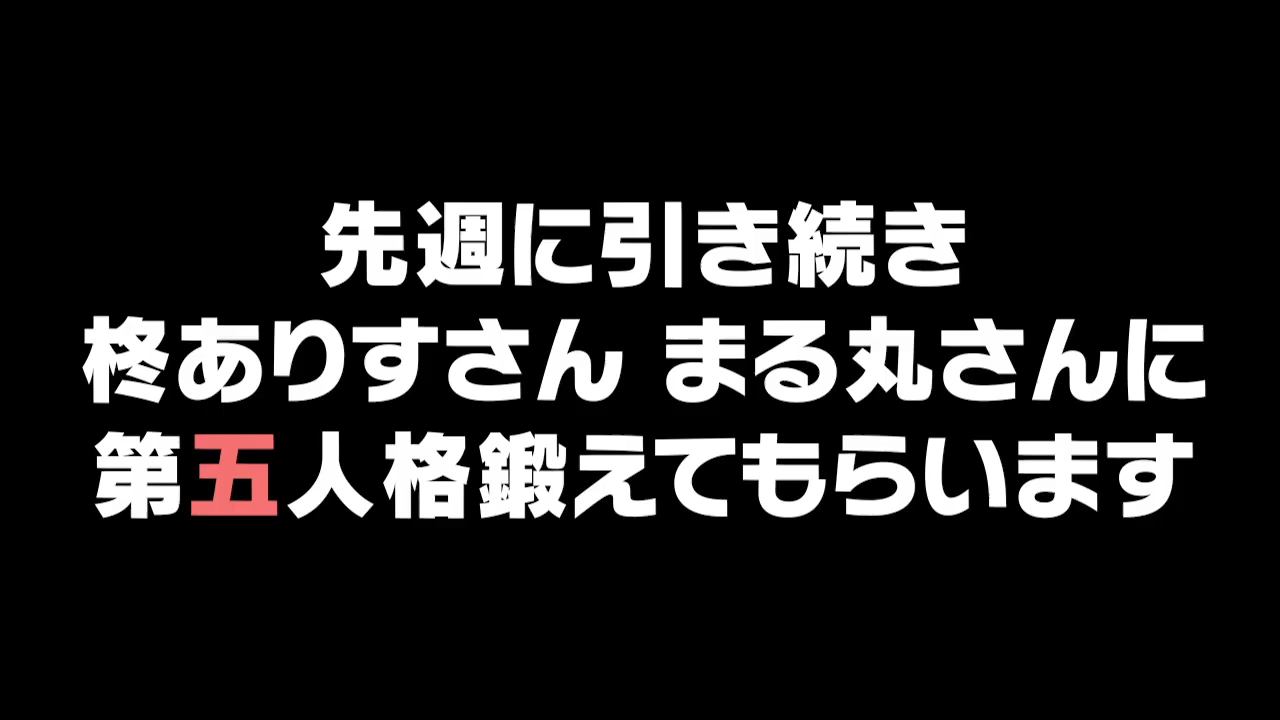 先週に引き続き
柊ありすさん まる丸さんに
第五人格鍛えてもらいます